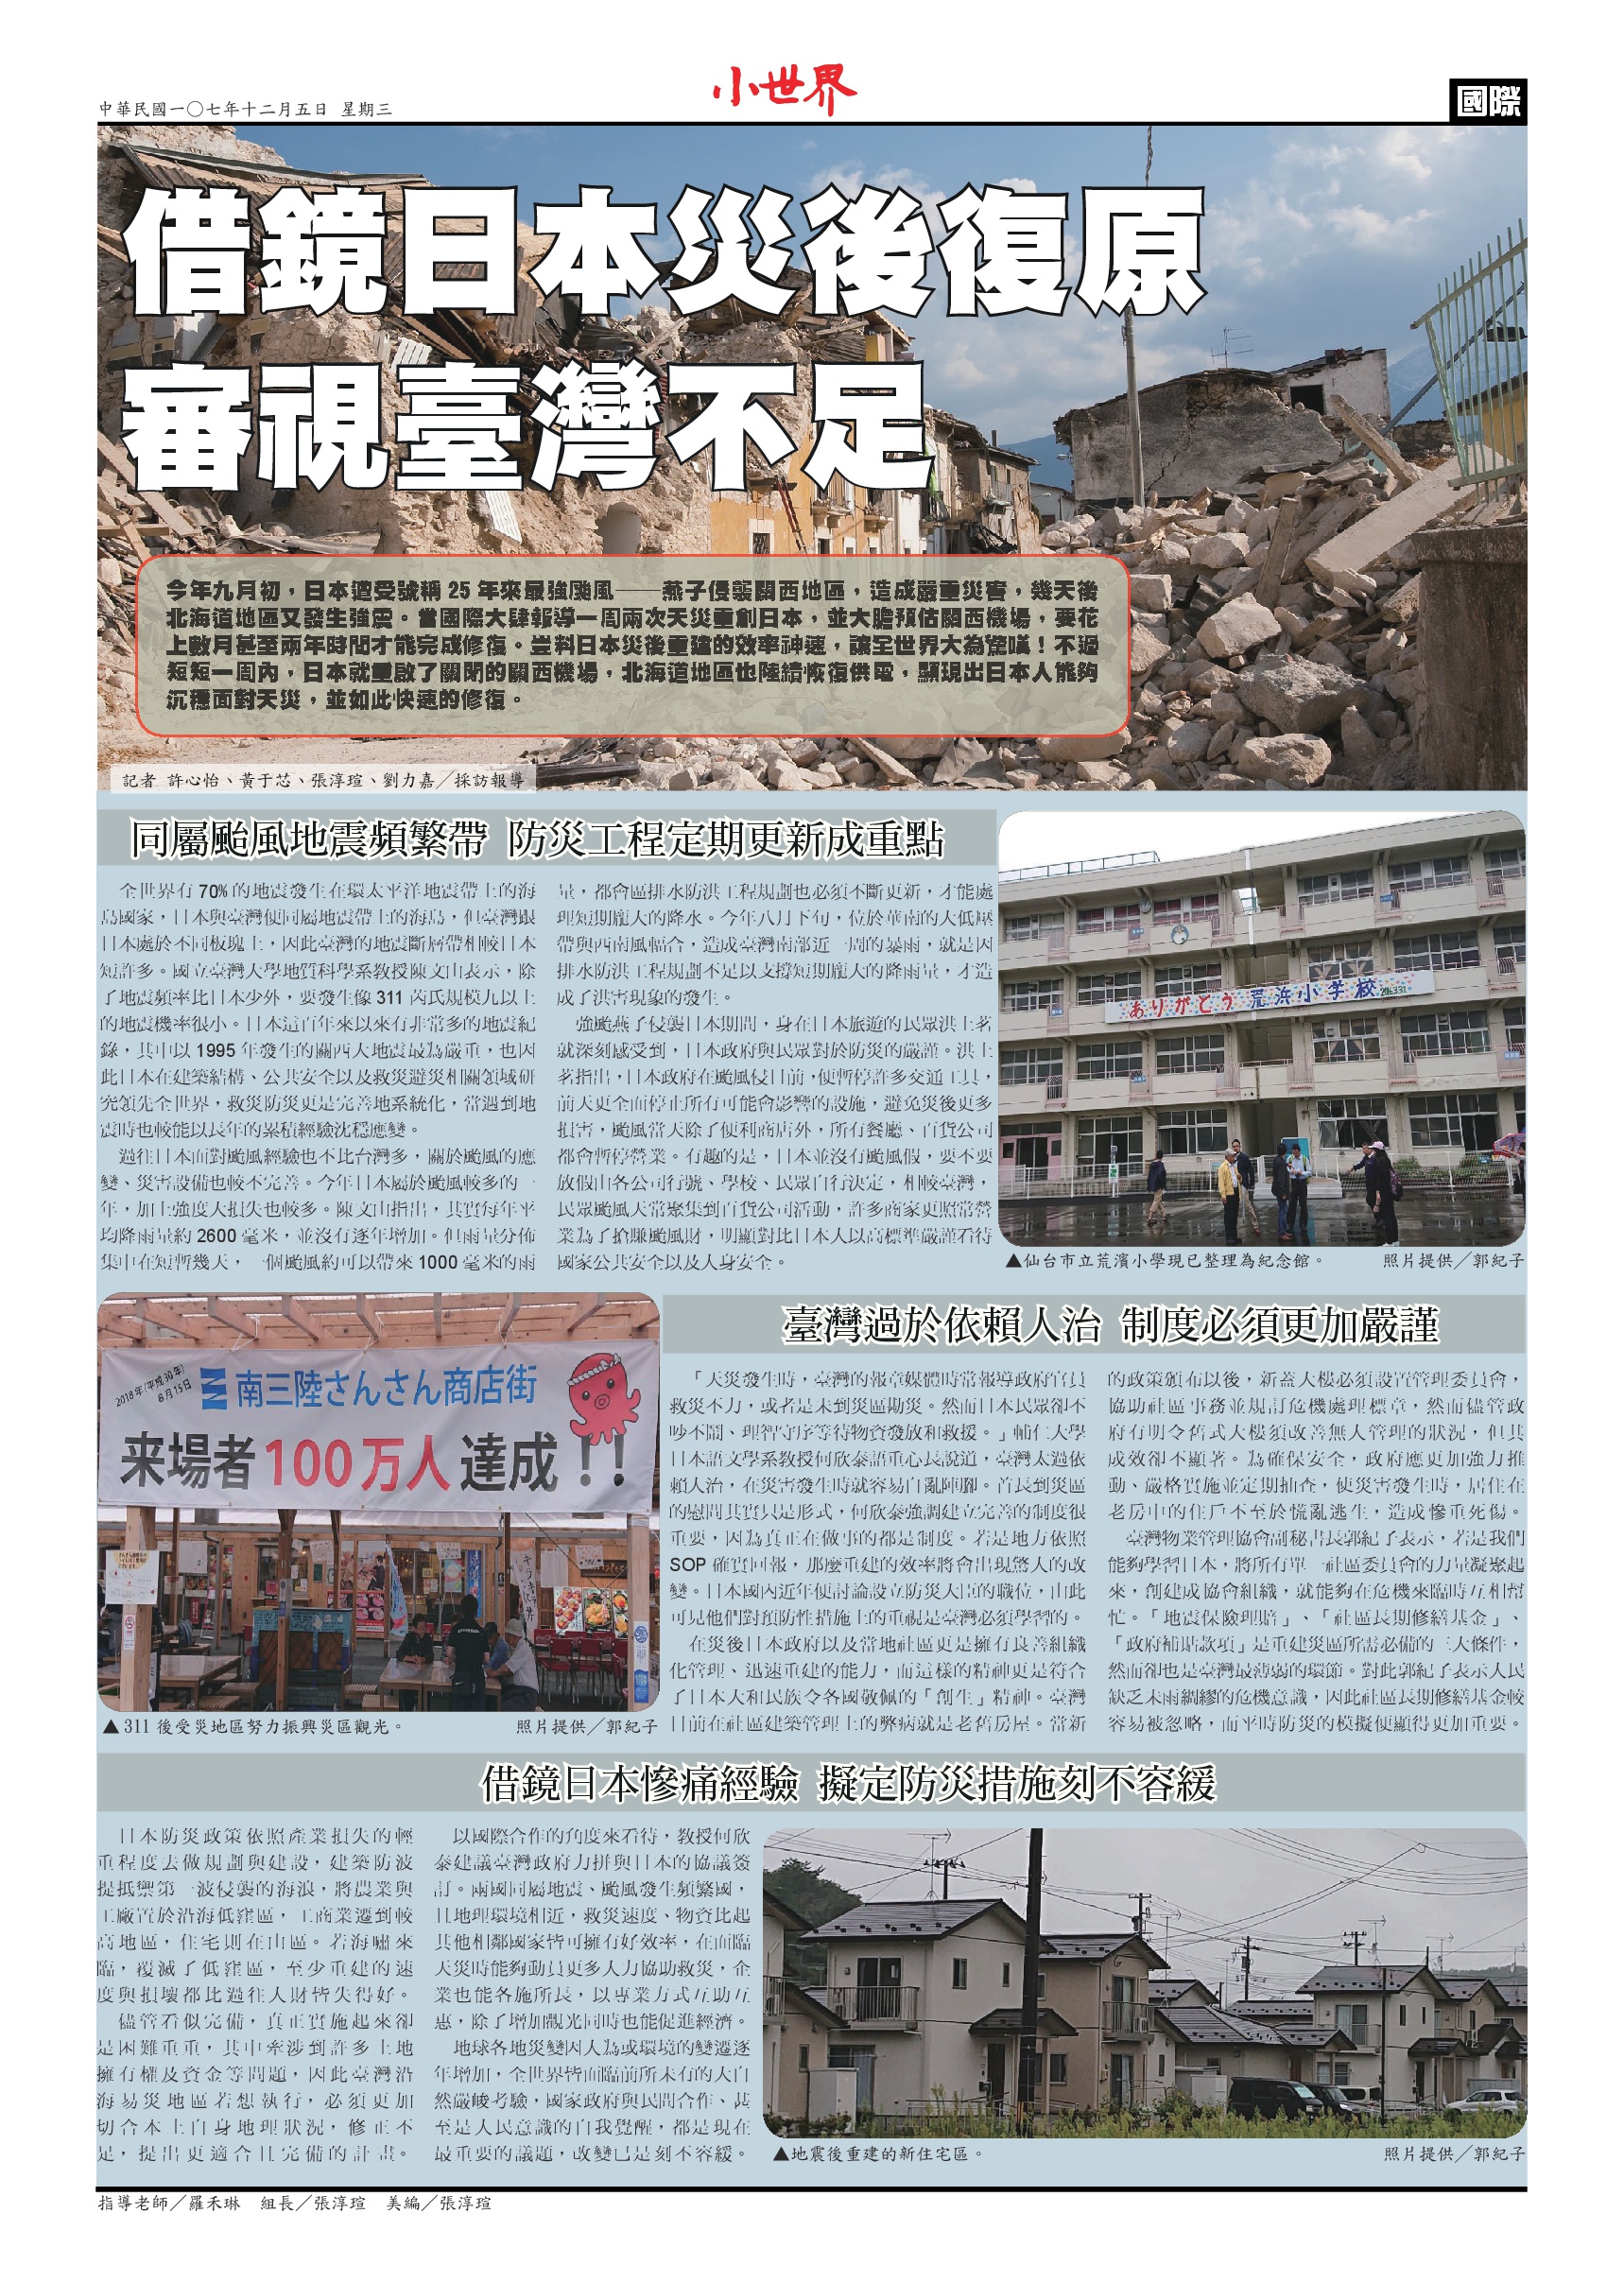 中華民國一〇七年十二月五日 星期三
小世界
國際
借鏡日本災後復原
審視臺灣不足
今年九月初，日本遭受號稱 25 年來最強颱風──燕子侵襲關西地區，造成嚴重災害，幾天後
北海道地區又發生強震。當國際大肆報導一周兩次天災重創日本，並大膽預估關西機場，要花
上數月甚至兩年時間才能完成修復。豈料日本災後重建的效率神速，讓全世界大為驚嘆！不過
短短一周內，日本就重啟了關閉的關西機場，北海道地區也陸續恢復供電，顯現出日本人能夠
沉穩面對天災，並如此快速的修復。
記者 許心怡、黃于芯、張淳瑄、劉力嘉／採訪報導
同屬颱風地震頻繁帶 防災工程定期更新成重點
全世界有 70% 的地震發生在環太平洋地震帶上的海
島國家，日本與臺灣便同屬地震帶上的海島，但臺灣跟
日本處於不同板塊上，因此臺灣的地震斷層帶相較日本
短許多。國立臺灣大學地質科學系教授陳文山表示，除
了地震頻率比日本少外，要發生像 311 芮氏規模九以上
的地震機率很小。日本這百年來以來有非常多的地震紀
錄，其中以 1995 年發生的關西大地震最為嚴重，也因
此日本在建築結構、公共安全以及救災避災相關領域研
究領先全世界，救災防災更是完善地系統化，當遇到地
震時也較能以長年的累積經驗沈穩應變。
過往日本面對颱風經驗也不比台灣多，關於颱風的應
變、災害設備也較不完善。今年日本屬於颱風較多的一
年，加上強度大損失也較多。陳文山指出，其實每年平
均降雨量約 2600 毫米，並沒有逐年增加。但雨量分佈
集中在短暫幾天，一個颱風約可以帶來 1000 毫米的雨
量，都會區排水防洪工程規劃也必須不斷更新，才能處
理短期龐大的降水。今年八月下旬，位於華南的大低壓
帶與西南風輻合，造成臺灣南部近一周的暴雨，就是因
排水防洪工程規劃不足以支撐短期龐大的降雨量，才造
成了洪害現象的發生。
強颱燕子侵襲日本期間，身在日本旅遊的民眾洪上茗
就深刻感受到，日本政府與民眾對於防災的嚴謹。洪上
茗指出，日本政府在颱風侵日前，便暫停許多交通工具，
前天更全面停止所有可能會影響的設施，避免災後更多
損害，颱風當天除了便利商店外，所有餐廳、百貨公司
都會暫停營業。有趣的是，日本並沒有颱風假，要不要
放假由各公司行號、學校、民眾自行決定，相較臺灣，
民眾颱風天常聚集到百貨公司活動，許多商家更照常營
業為了搶賺颱風財，明顯對比日本人以高標準嚴謹看待
國家公共安全以及人身安全。
ありがとう 荒浜小学校
▲仙台市立荒濱小學現已整理為紀念館。 照片提供／郭紀子
2018年(平成30年)
8月15日
南三陸さんさん商店街
来場者100万人達成!!
▲311 後受災地區努力振興災區觀光。 照片提供／郭紀子
臺灣過於依賴人治 制度必須更加嚴謹
「天災發生時，臺灣的報章媒體時常報導政府官員
救災不力，或者是未到災區勘災。然而日本民眾卻不
吵不鬧、理智守序等待物資發放和救援。」輔仁大學
日本語文學系教授何欣泰語重心長說道，臺灣太過依
賴人治，在災害發生時就容易自亂陣腳。首長到災區
的慰問其實只是形式，何欣泰強調建立完善的制度很
重要，因為真正在做事的都是制度。若是地方依照
SOP 確實回報，那麼重建的效率將會出現驚人的改
變。日本國內近年便討論設立防災大臣的職位，由此
可見他們對預防性措施上的重視是臺灣必須學習的。
在災後日本政府以及當地社區更是擁有良善組織
化管理、迅速重建的能力，而這樣的精神更是符合
了日本大和民族令各國敬佩的「創生」精神。臺灣
目前在社區建築管理上的弊病就是老舊房屋。當新
的政策頒布以後，新蓋大樓必須設置管理委員會，
協助社區事務並規訂危機處理標章，然而儘管政
府有明令舊式大樓須改善無人管理的狀況，但其
成效卻不顯著。為確保安全，政府應更加強力推
動、嚴格實施並定期抽查，使災害發生時，居住在
老房中的住戶不至於慌亂逃生，造成慘重死傷。
臺灣物業管理協會副秘書長郭紀子表示，若是我們
能夠學習日本，將所有單一社區委員會的力量凝聚起
來，創建成協會組織，就能夠在危機來臨時互相幫
忙。「地震保險理賠」、「社區長期修繕基金」、
「政府補助款項」是重建災區所需必備的三大條件，
然而卻也是臺灣最薄弱的環節。對此郭紀子表示人民
缺乏未雨綢繆的危機意識，因此社區長期修繕基金較
容易被忽略，而平時防災的模擬便顯得更加重要。
借鏡日本慘痛經驗 擬定防災措施刻不容緩
日本防災政策依照產業損失的輕
重程度去做規劃與建設，建築防波
堤抵禦第一波侵襲的海浪，將農業與
工廠置於沿海低窪區，工商業遷到較
高地區，住宅則在山區。若海嘯來
臨，覆滅了低窪區，至少重建的速
度與損壞都比過往人財皆失得好。
儘管看似完備，真正實施起來卻
是困難重重，其中牽涉到許多土地
擁有權及資金等問題，因此臺灣沿
海易災地區若想執行，必須更加
切合本土自身地理狀況，修正不
足，提出更適合且完備的計畫。
以國際合作的角度來看待，教授何欣
泰建議臺灣政府力拼與日本的協議簽
訂。兩國同屬地震、颱風發生頻繁國，
且地理環境相近，救災速度、物資比起
其他相鄰國家皆可擁有好效率，在面臨
天災時能夠動員更多人力協助救災，企
業也能各施所長，以專業方式互助互
惠，除了增加觀光同時也能促進經濟。
地球各地災變因人為或環境的變遷逐
年增加，全世界皆面臨前所未有的大自
然嚴峻考驗，國家政府與民間合作、甚
至是人民意識的自我覺醒，都是現在
最重要的議題，改變已是刻不容緩。
▲地震後重建的新住宅區。 照片提供／郭紀子
指導老師／羅禾琳 組長／張淳瑄 美編／張淳瑄